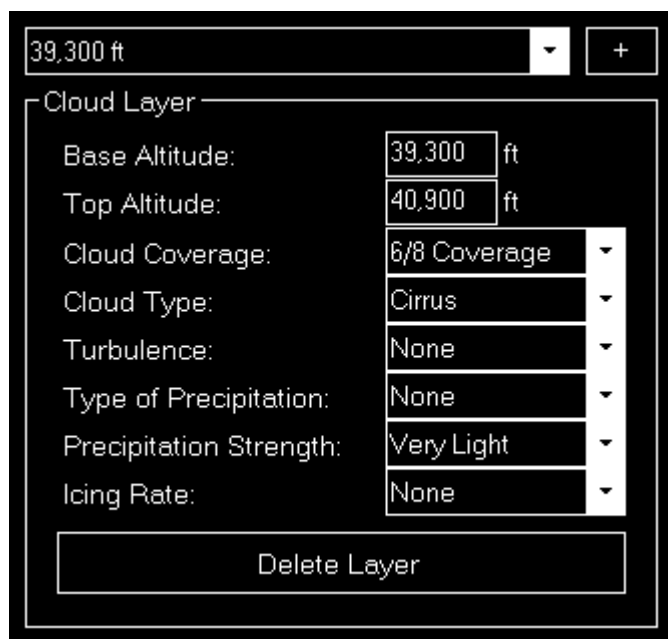 39,300 ft +
Cloud Layer
Base Altitude: 39,300 ft
Top Altitude: 40,900 ft
Cloud Coverage: 6/8 Coverage
Cloud Type: Cirrus
Turbulence: None
Type of Precipitation: None
Precipitation Strength: Very Light
Icing Rate: None
Delete Layer